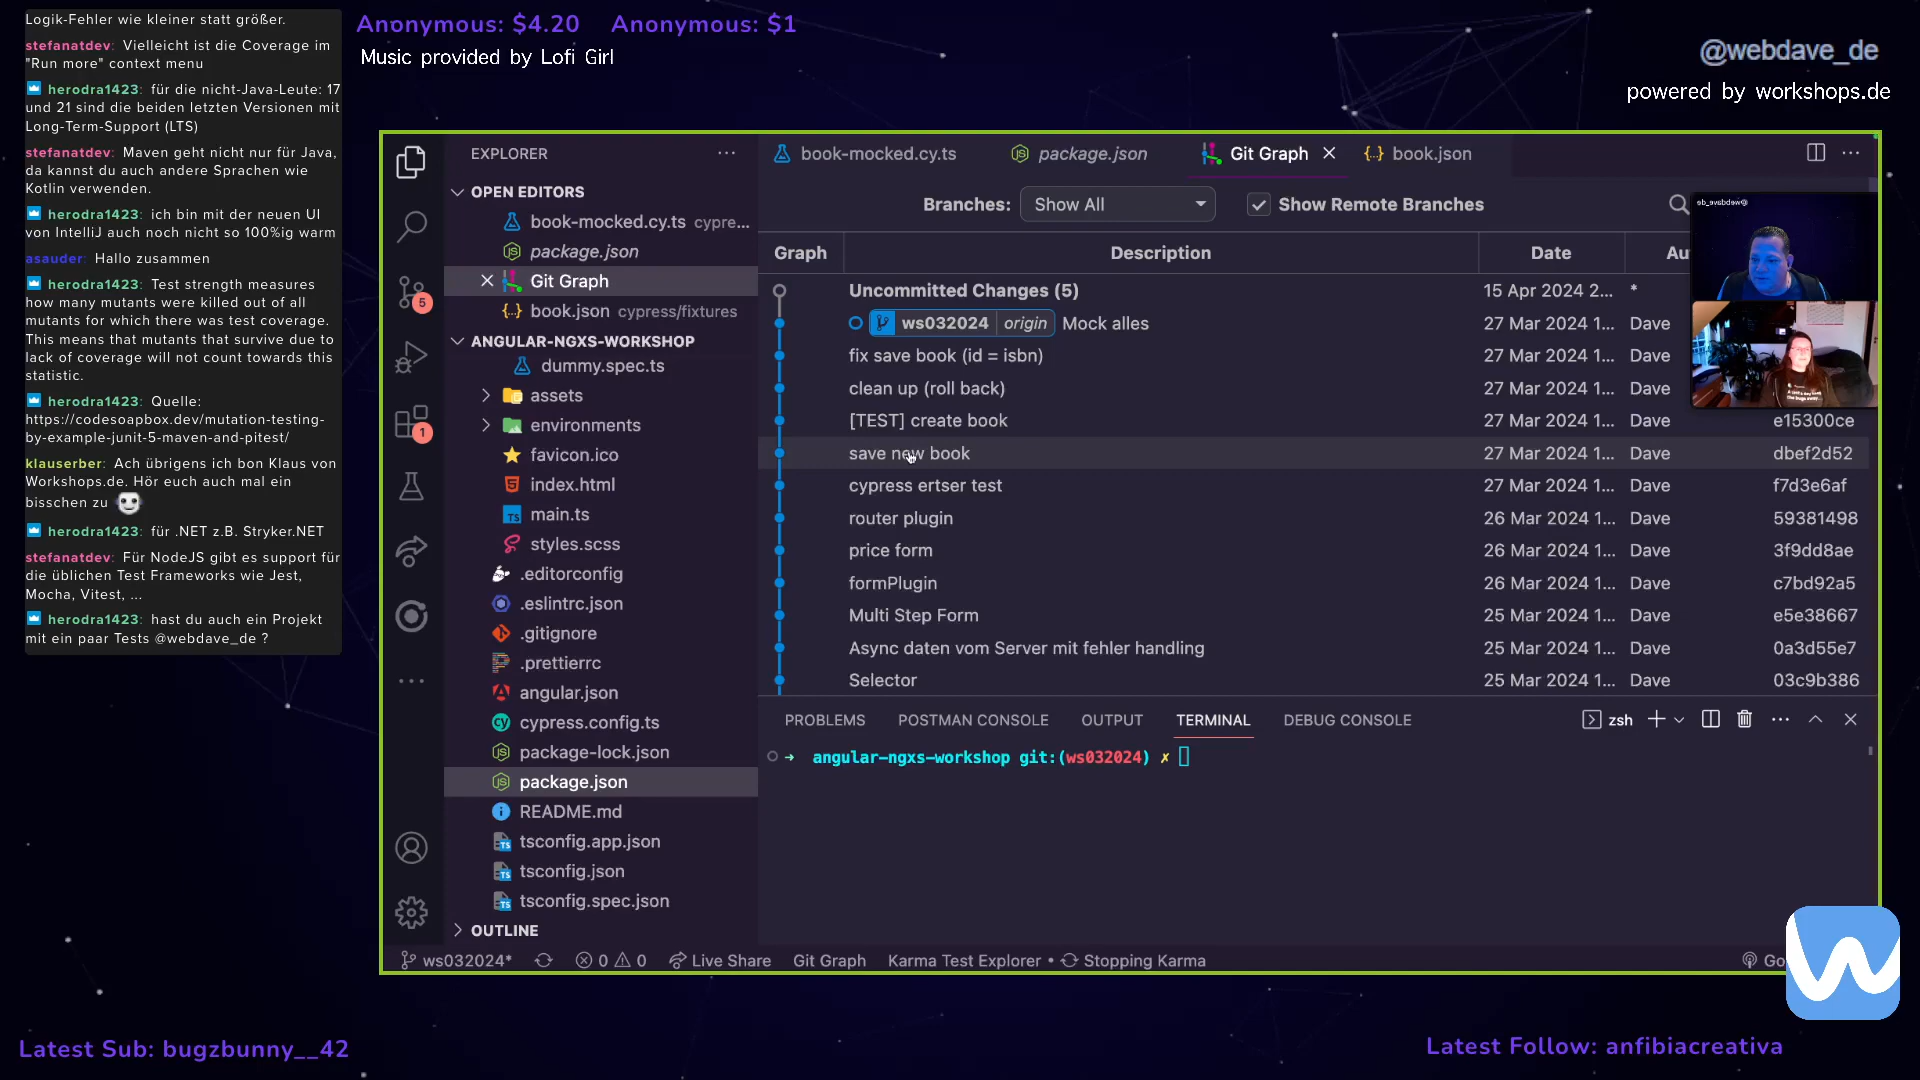 Logik-Fehler wie kleiner statt größer.
stefanatdev: Vielleicht ist die Coverage im
"Run more" context menu
herodra1423: für die nicht-Java-Leute: 17
und 21 sind die beiden letzten Versionen mit
Long-Term-Support (LTS)
stefanatdev: Maven geht nicht nur für Java,
da kannst du auch andere Sprachen wie
Kotlin verwenden.
herodra1423: ich bin mit der neuen UI
von IntelliJ auch noch nicht so 100%ig warm
asauder: Hallo zusammen
herodra1423: Test strength measures
how many mutants were killed out of all
mutants for which there was test coverage.
This means that mutants that survive due to
lack of coverage will not count towards this
statistic.
herodra1423: Quelle:
https://codesoapbox.dev/mutation-testing-
by-example-junit-5-maven-and-pitest/
klauserber: Ach übrigens ich bon Klaus von
Workshops.de. Hör euch auch mal ein
bisschen zu
herodra1423: für .NET z.B. Stryker.NET
stefanatdev: Für NodeJS gibt es support für
die üblichen Test Frameworks wie Jest,
Mocha, Vitest, ...
herodra1423: hast du auch ein Projekt
mit ein paar Tests @webdave_de ?
Anonymous: $4.20 Anonymous: $1
Music provided by Lofi Girl
@webdave_de
powered by workshops.de
EXPLORER
OPEN EDITORS
book-mocked.cy.ts cypre...
package.json
Git Graph
book.json cypress/fixtures
ANGULAR-NGXS-WORKSHOP
dummy.spec.ts
assets
environments
favicon.ico
index.html
main.ts
styles.scss
.editorconfig
.eslintrc.json
.gitignore
.prettierrc
angular.json
cypress.config.ts
package-lock.json
package.json
README.md
tsconfig.app.json
tsconfig.json
tsconfig.spec.json
OUTLINE
5
1
book-mocked.cy.ts package.json Git Graph book.json
Branches: Show All Show Remote Branches
@webdave_de
Graph Description Date Au
Uncommitted Changes (5) 15 Apr 2024 2... *
ws032024 origin Mock alles 27 Mar 2024 1... Dave
fix save book (id = isbn) 27 Mar 2024 1... Dave
clean up (roll back) 27 Mar 2024 1... Dave
[TEST] create book 27 Mar 2024 1... Dave e15300ce
save new book 27 Mar 2024 1... Dave dbef2d52
cypress ertser test 27 Mar 2024 1... Dave f7d3e6af
router plugin 26 Mar 2024 1... Dave 59381498
price form 26 Mar 2024 1... Dave 3f9dd8ae
formPlugin 26 Mar 2024 1... Dave c7bd92a5
Multi Step Form 25 Mar 2024 1... Dave e5e38667
Async daten vom Server mit fehler handling 25 Mar 2024 1... Dave 0a3d55e7
Selector 25 Mar 2024 1... Dave 03c9b386
PROBLEMS POSTMAN CONSOLE OUTPUT TERMINAL DEBUG CONSOLE zsh
angular-ngxs-workshop git:(ws032024) ✗
ws032024* 0 0 Live Share Git Graph Karma Test Explorer • Stopping Karma Go
Latest Sub: bugzbunny__42
Latest Follow: anfibiacreativa